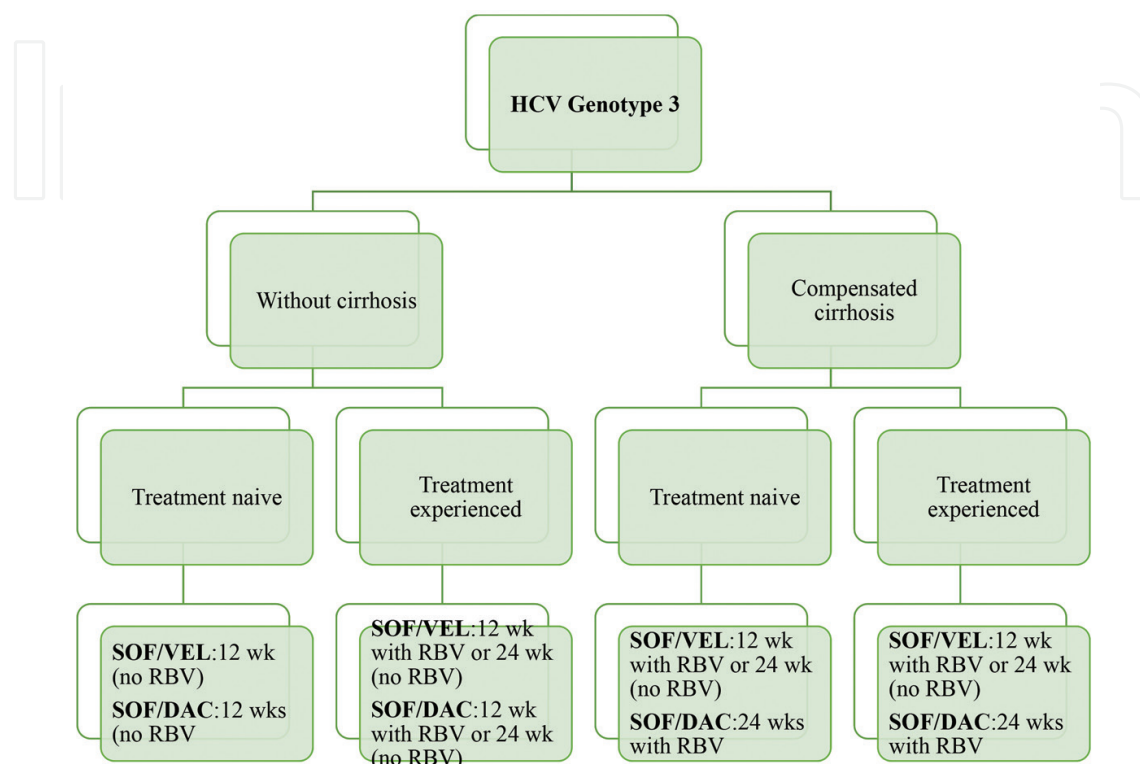 HCV Genotype 3
Without cirrhosis
Compensated
cirrhosis
Treatment naive
Treatment
experienced
Treatment naive
Treatment
experienced
SOF/VEL:12 wk
(no RBV)
SOF/DAC:12 wks
(no RBV
SOF/VEL:12 wk
with RBV or 24 wk
(no RBV)
SOF/DAC:12 wk
with RBV or 24 wk
(no RBV)
SOF/VEL:12 wk
with RBV or 24 wk
(no RBV)
SOF/DAC:24 wks
with RBV
SOF/VEL:12 wk
with RBV or 24 wk
(no RBV)
SOF/DAC:24 wks
with RBV